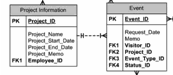 Project Information
PK Project_ID
Project_Name
Project_Start_Date
Project_End_Date
Project_Memo
FK1 Employee_ID
Event
PK Event_ID
Request_Date
Memo
FK1 Visitor_ID
FK2 Project_ID
FK3 Event_Type_ID
FK4 Status_ID